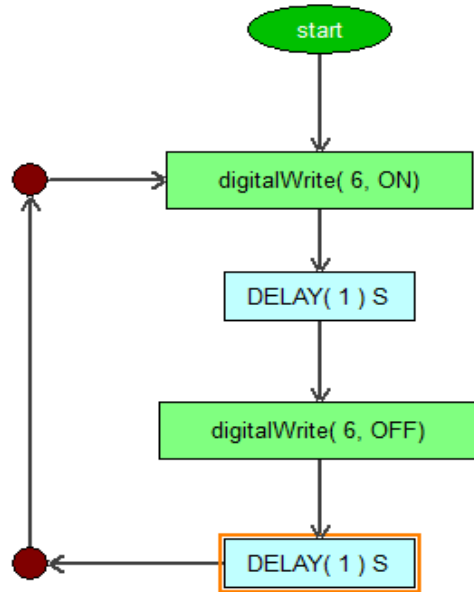 start
digitalWrite( 6, ON)
DELAY( 1 ) S
digitalWrite( 6, OFF)
DELAY( 1 ) S